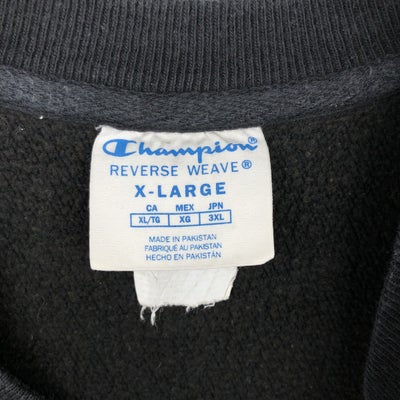 Champion®
REVERSE WEAVE®
X-LARGE
CA MEX JPN
XL/TG XG 3XL
MADE IN PAKISTAN
FABRIQUÉ AU PAKISTAN
HECHO EN PAKISTÁN